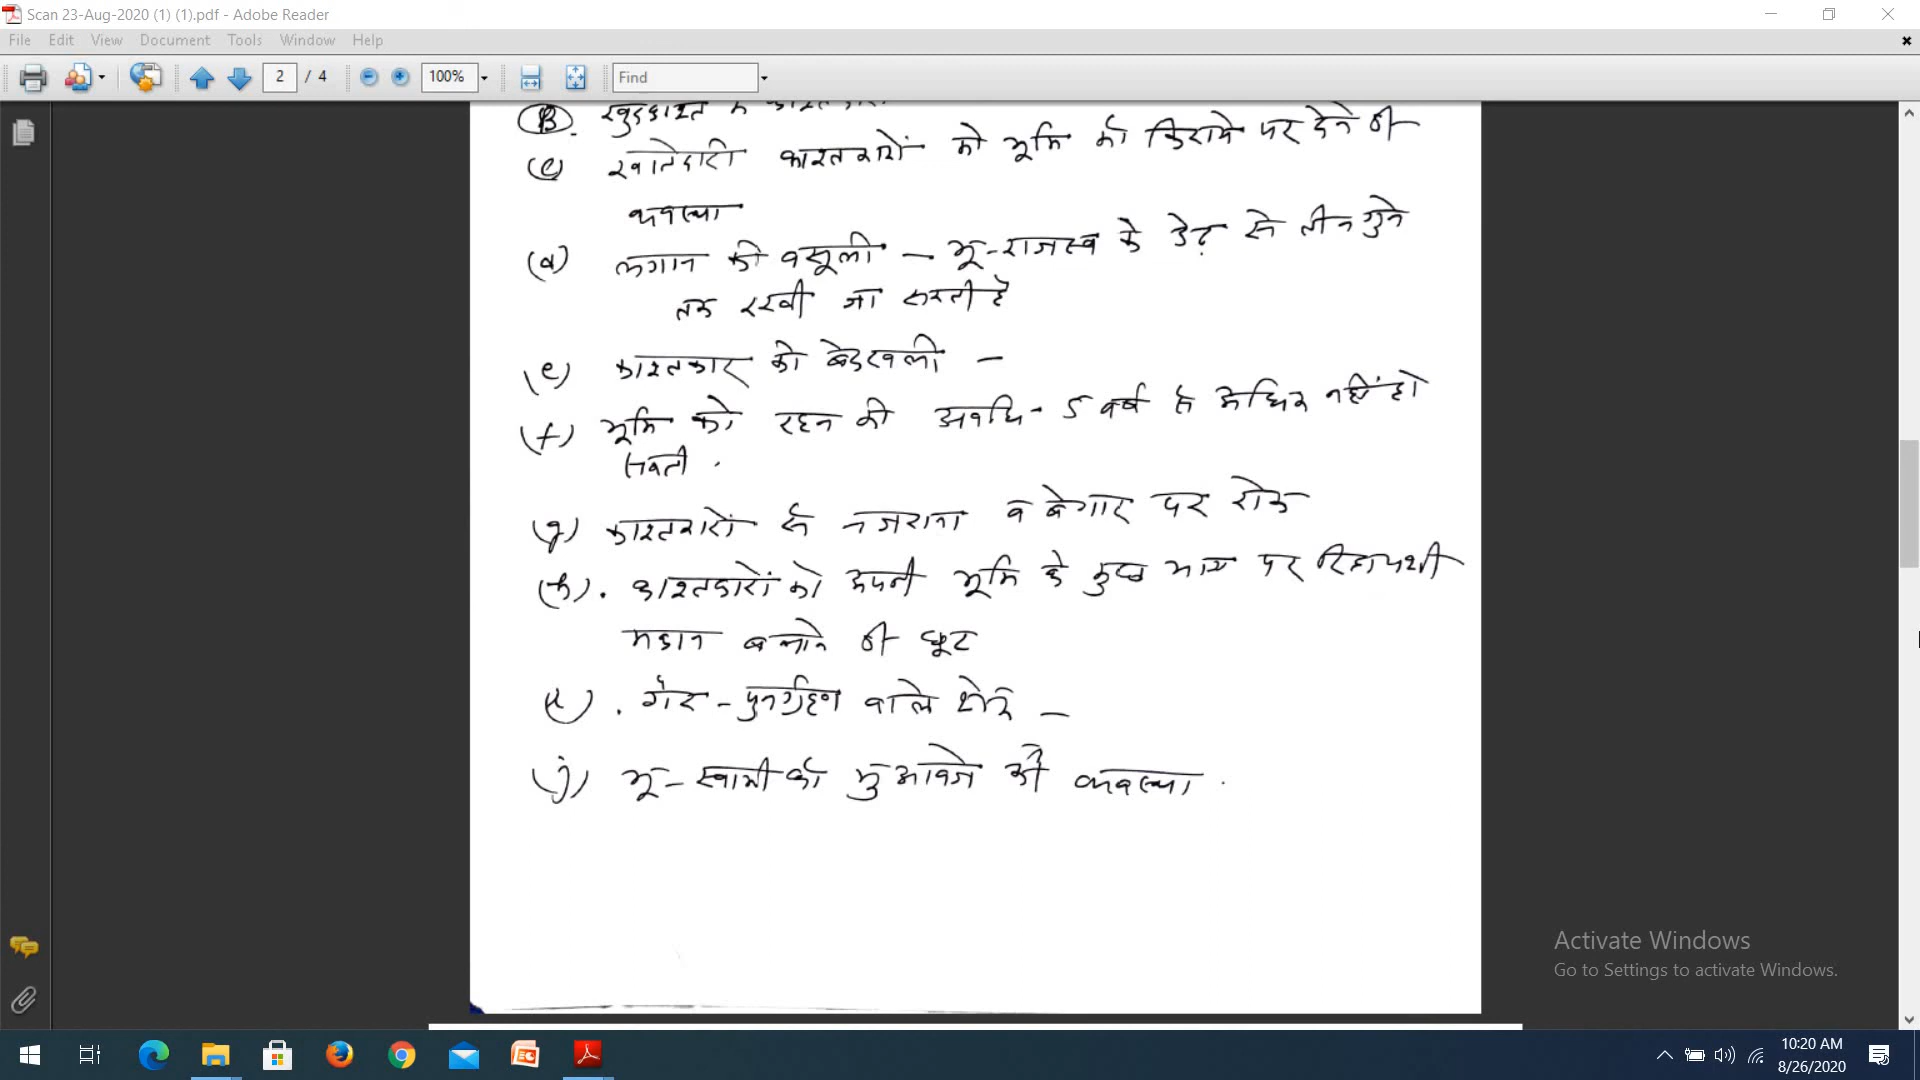 Scan 23-Aug-2020 (1) (1).pdf - Adobe Reader
File Edit View Document Tools Window Help
2 / 4 100% Find
(B). खुदकाश्त के
(c) खातेदारी काश्तकारों को भूमि को किराये पर देने की
व्यवस्था
(d) लगान की वसूली — भू-राजस्व के डेढ़ से तीन गुने
तक रखी जा सकती है
(e) काश्तकार की बेदखली —
(f) भूमि को रहन की अवधि - 5 वर्ष से अधिक नहीं हो
सकती .
(g) काश्तकारों से नजराना व बेगार पर रोक
(h). काश्तकारों को अपनी भूमि के कुछ भाग पर रिहायशी
मकान बनाने की छूट
(i) . गैर - पुनर्ग्रहण वाले क्षेत्र —
(j) भू - स्वामी को मुआवजे की व्यवस्था .
Activate Windows
Go to Settings to activate Windows.
10:20 AM
8/26/2020